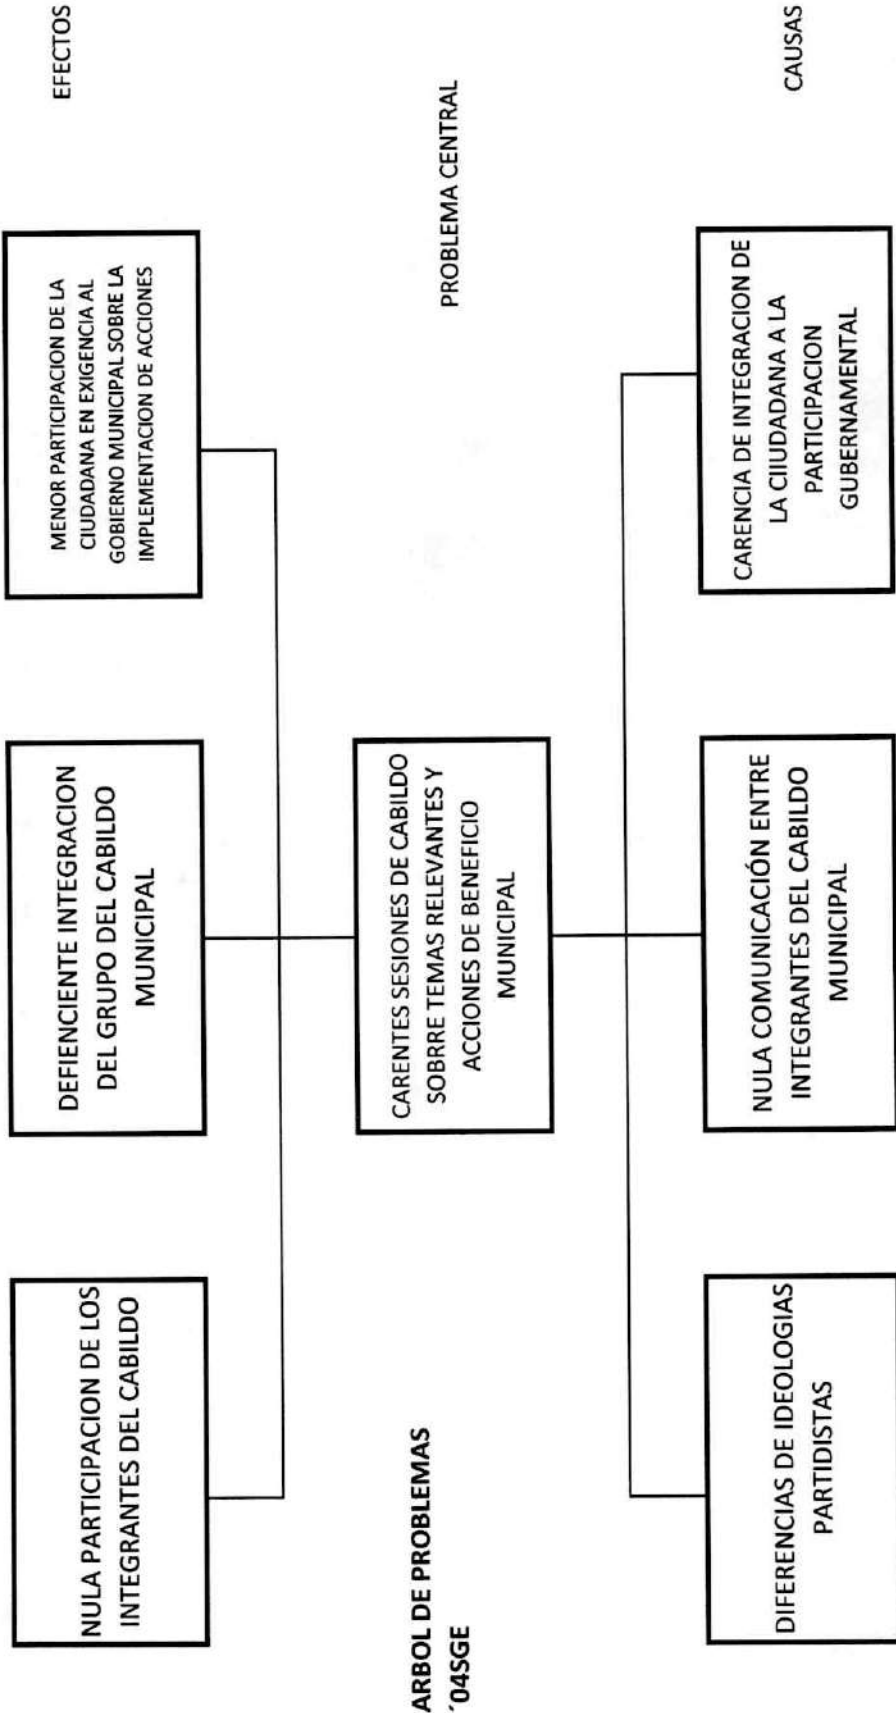 NULA PARTICIPACION DE LOS
INTEGRANTES DEL CABILDO
DEFIENCIENTE INTEGRACION
DEL GRUPO DEL CABILDO
MUNICIPAL
MENOR PARTICIPACION DE LA
CIUDADANA EN EXIGENCIA AL
GOBIERNO MUNICIPAL SOBRE LA
IMPLEMENTACION DE ACCIONES
EFECTOS
ARBOL DE PROBLEMAS
´04SGE
CARENTES SESIONES DE CABILDO
SOBRRE TEMAS RELEVANTES Y
ACCIONES DE BENEFICIO
MUNICIPAL
PROBLEMA CENTRAL
DIFERENCIAS DE IDEOLOGIAS
PARTIDISTAS
NULA COMUNICACIÓN ENTRE
INTEGRANTES DEL CABILDO
MUNICIPAL
CARENCIA DE INTEGRACION DE
LA CIIUDADANA A LA
PARTICIPACION
GUBERNAMENTAL
CAUSAS